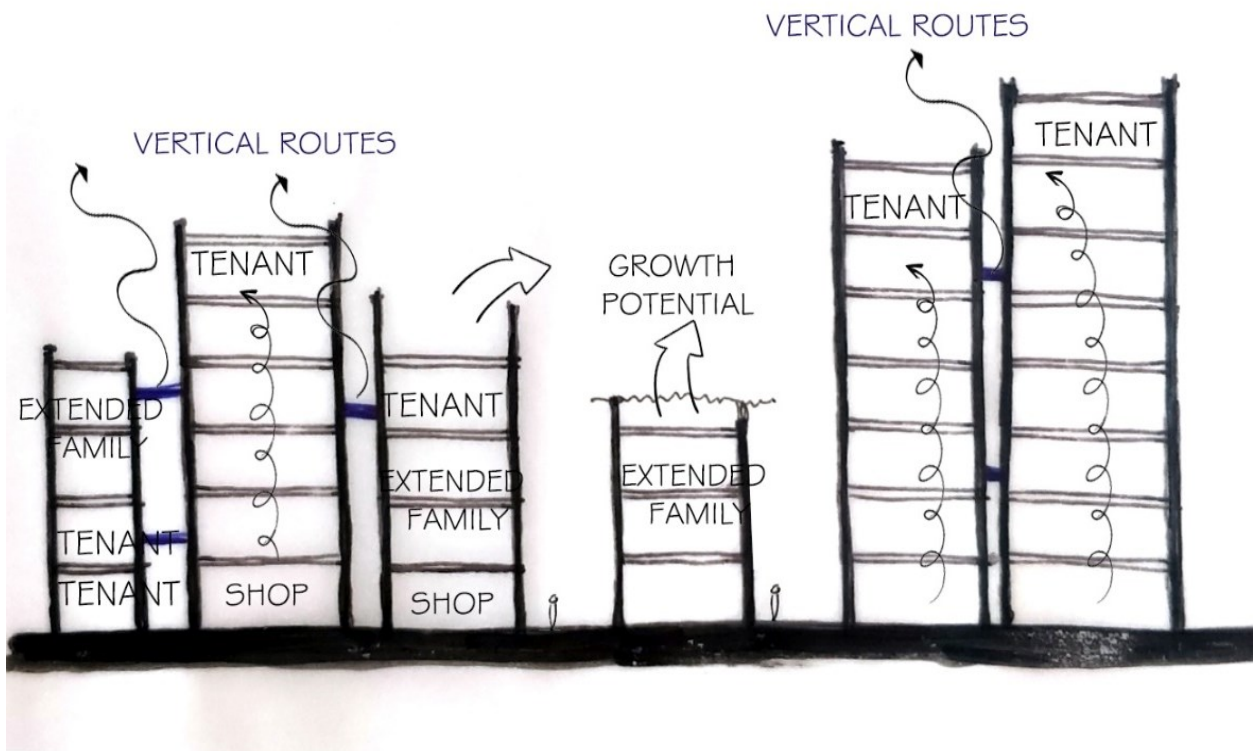 VERTICAL ROUTES
VERTICAL ROUTES
TENANT
TENANT
TENANT
GROWTH
POTENTIAL
EXTENDED
FAMILY
TENANT
EXTENDED
FAMILY
EXTENDED
FAMILY
TENANT
TENANT
SHOP
SHOP